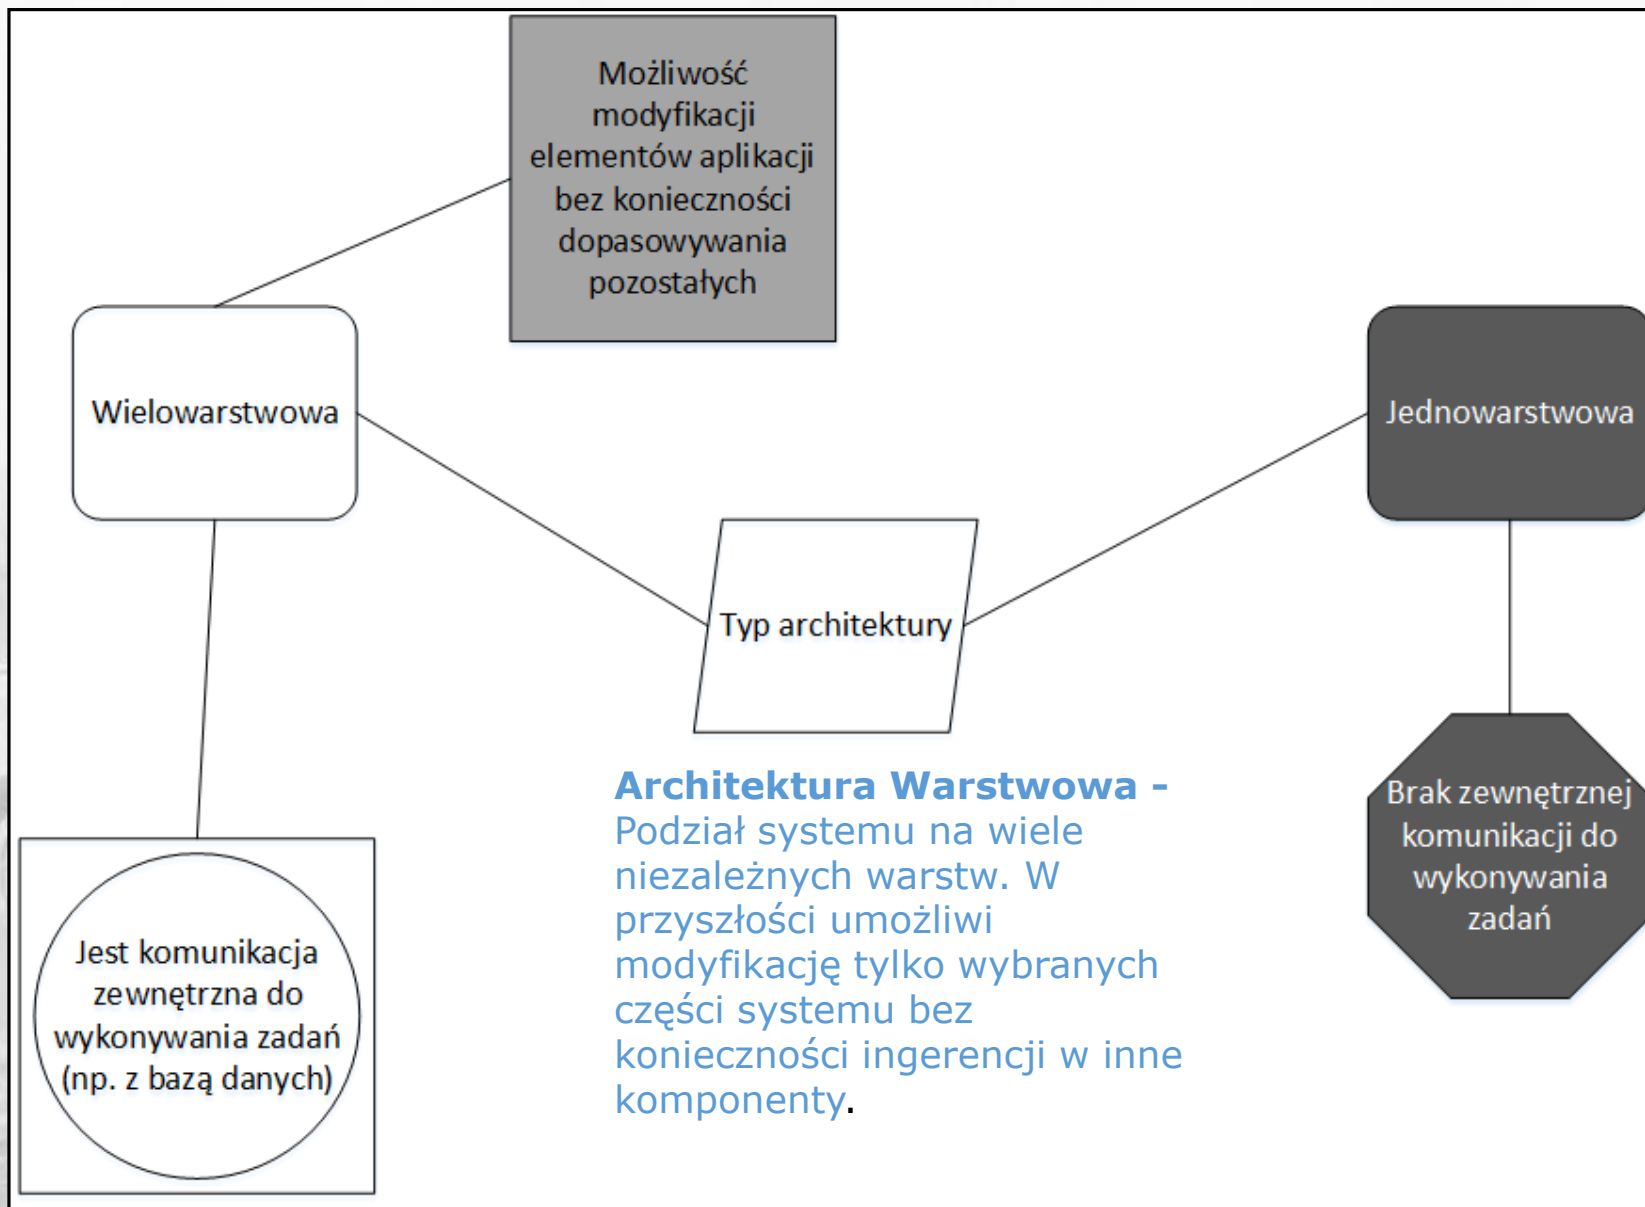 Możliwość
modyfikacji
elementów aplikacji
bez konieczności
dopasowywania
pozostałych
Wielowarstwowa
Jednowarstwowa
Typ architektury
Architektura Warstwowa -
Podział systemu na wiele
niezależnych warstw. W
przyszłości umożliwi
modyfikację tylko wybranych
części systemu bez
konieczności ingerencji w inne
komponenty.
Brak zewnętrznej
komunikacji do
wykonywania
zadań
Jest komunikacja
zewnętrzna do
wykonywania zadań
(np. z bazą danych)